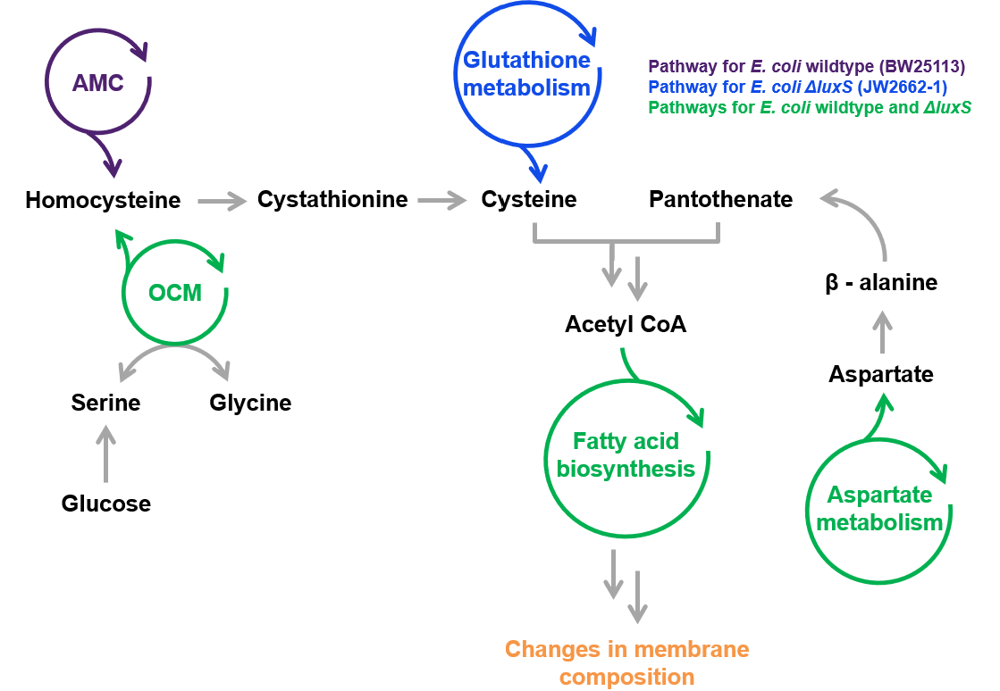 AMC
Glutathione
metabolism
Pathway for E. coli wildtype (BW25113)
Pathway for E. coli ΔluxS (JW2662-1)
Pathways for E. coli wildtype and ΔluxS
Homocysteine
Cystathionine
Cysteine
Pantothenate
OCM
β - alanine
Acetyl CoA
Aspartate
Serine
Glycine
Fatty acid
biosynthesis
Glucose
Aspartate
metabolism
Changes in membrane
composition